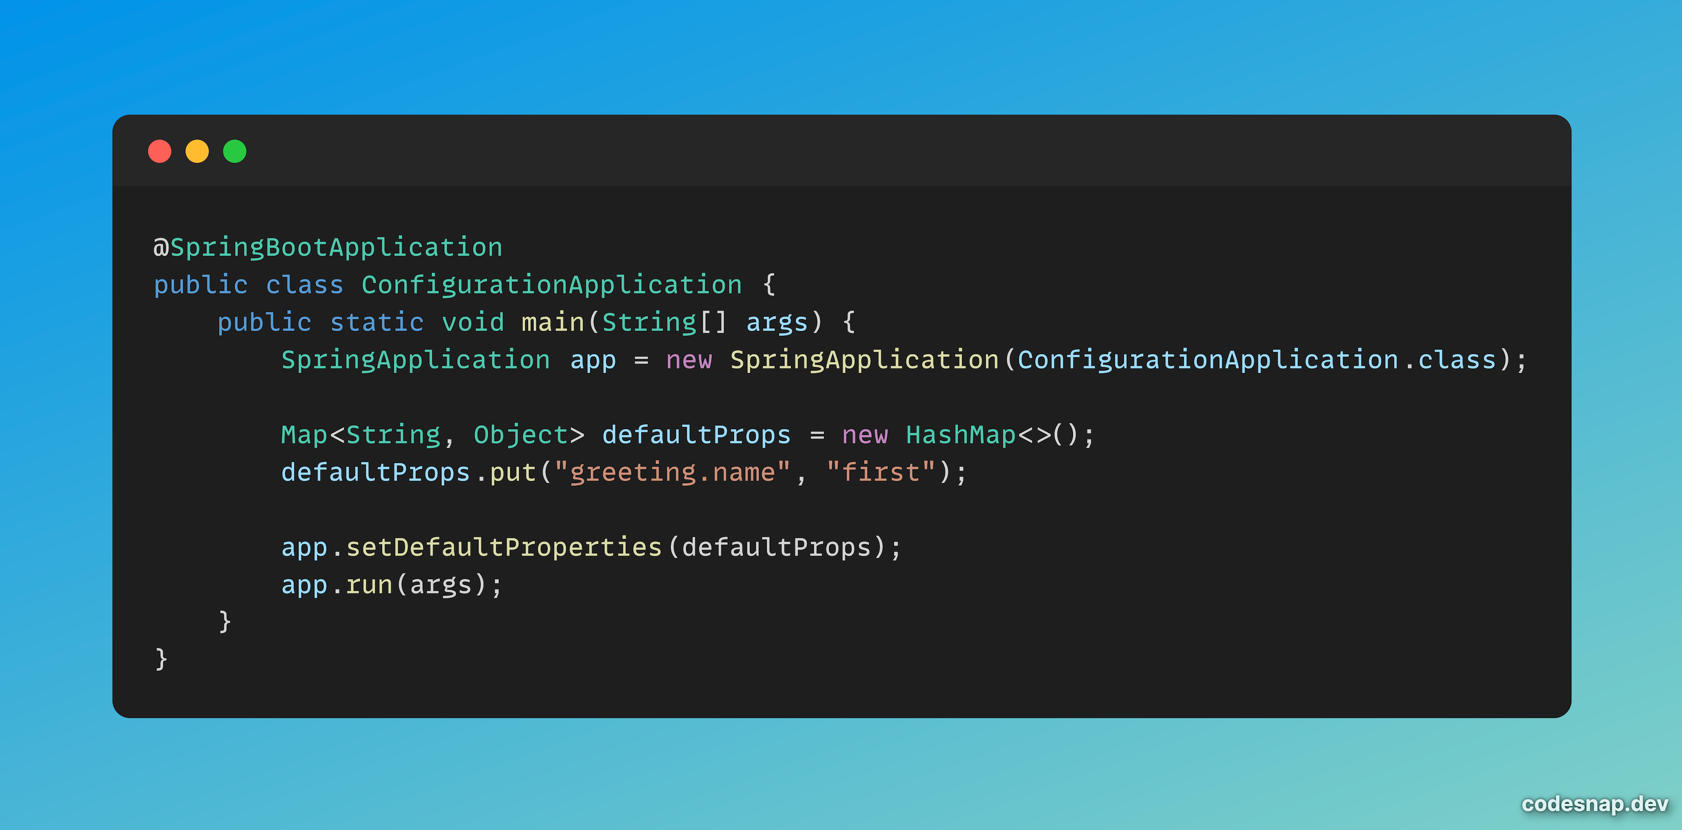 @SpringBootApplication
public class ConfigurationApplication {
    public static void main(String[] args) {
        SpringApplication app = new SpringApplication(ConfigurationApplication.class);

        Map<String, Object> defaultProps = new HashMap<>();
        defaultProps.put("greeting.name", "first");

        app.setDefaultProperties(defaultProps);
        app.run(args);
    }
}
codesnap.dev